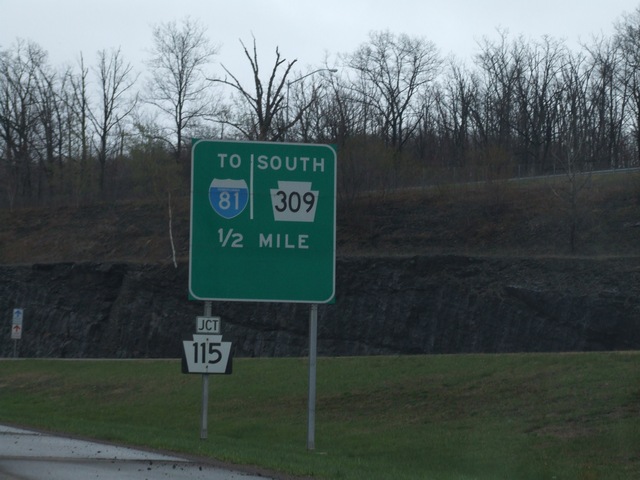 TO SOUTH
81 309
1/2 MILE
JCT
115